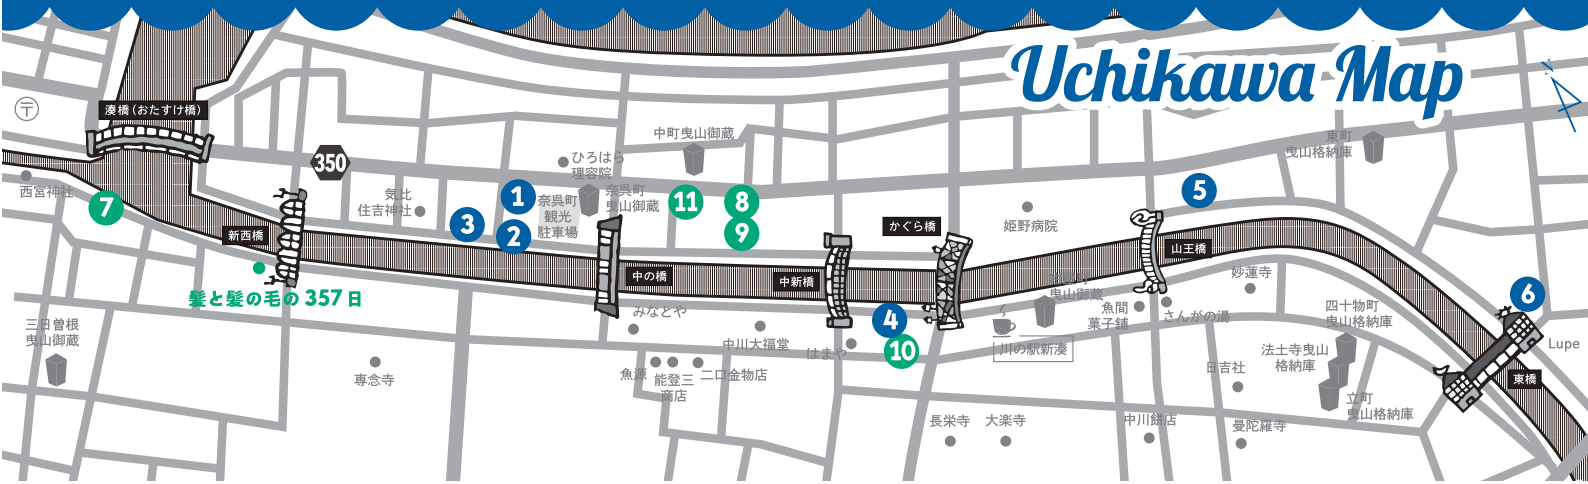 Uchikawa Map
N
〒
湊橋(おたすけ橋)
350
中町曳山御蔵
東町
曳山格納庫
西宮神社
7
気比
住吉神社
ひろはら
理容院
奈呉町
曳山御蔵
1
2
3
奈呉町
観光
駐車場
11
8
9
かぐら橋
姫野病院
5
新西橋
髪と髪の毛の357日
中の橋
中新橋
山王橋
曳山御蔵
妙蓮寺
魚間
菓子舗
さんがの湯
四十物町
曳山格納庫
6
Lupe
三日曽根
曳山御蔵
みなとや
4
10
中川大福堂
はまや
川の駅新湊
法土寺曳山
格納庫
専念寺
魚源
能登三
商店
二口金物店
日吉社
東橋
立町
曳山格納庫
長栄寺
大楽寺
中川餅店
曼陀羅寺